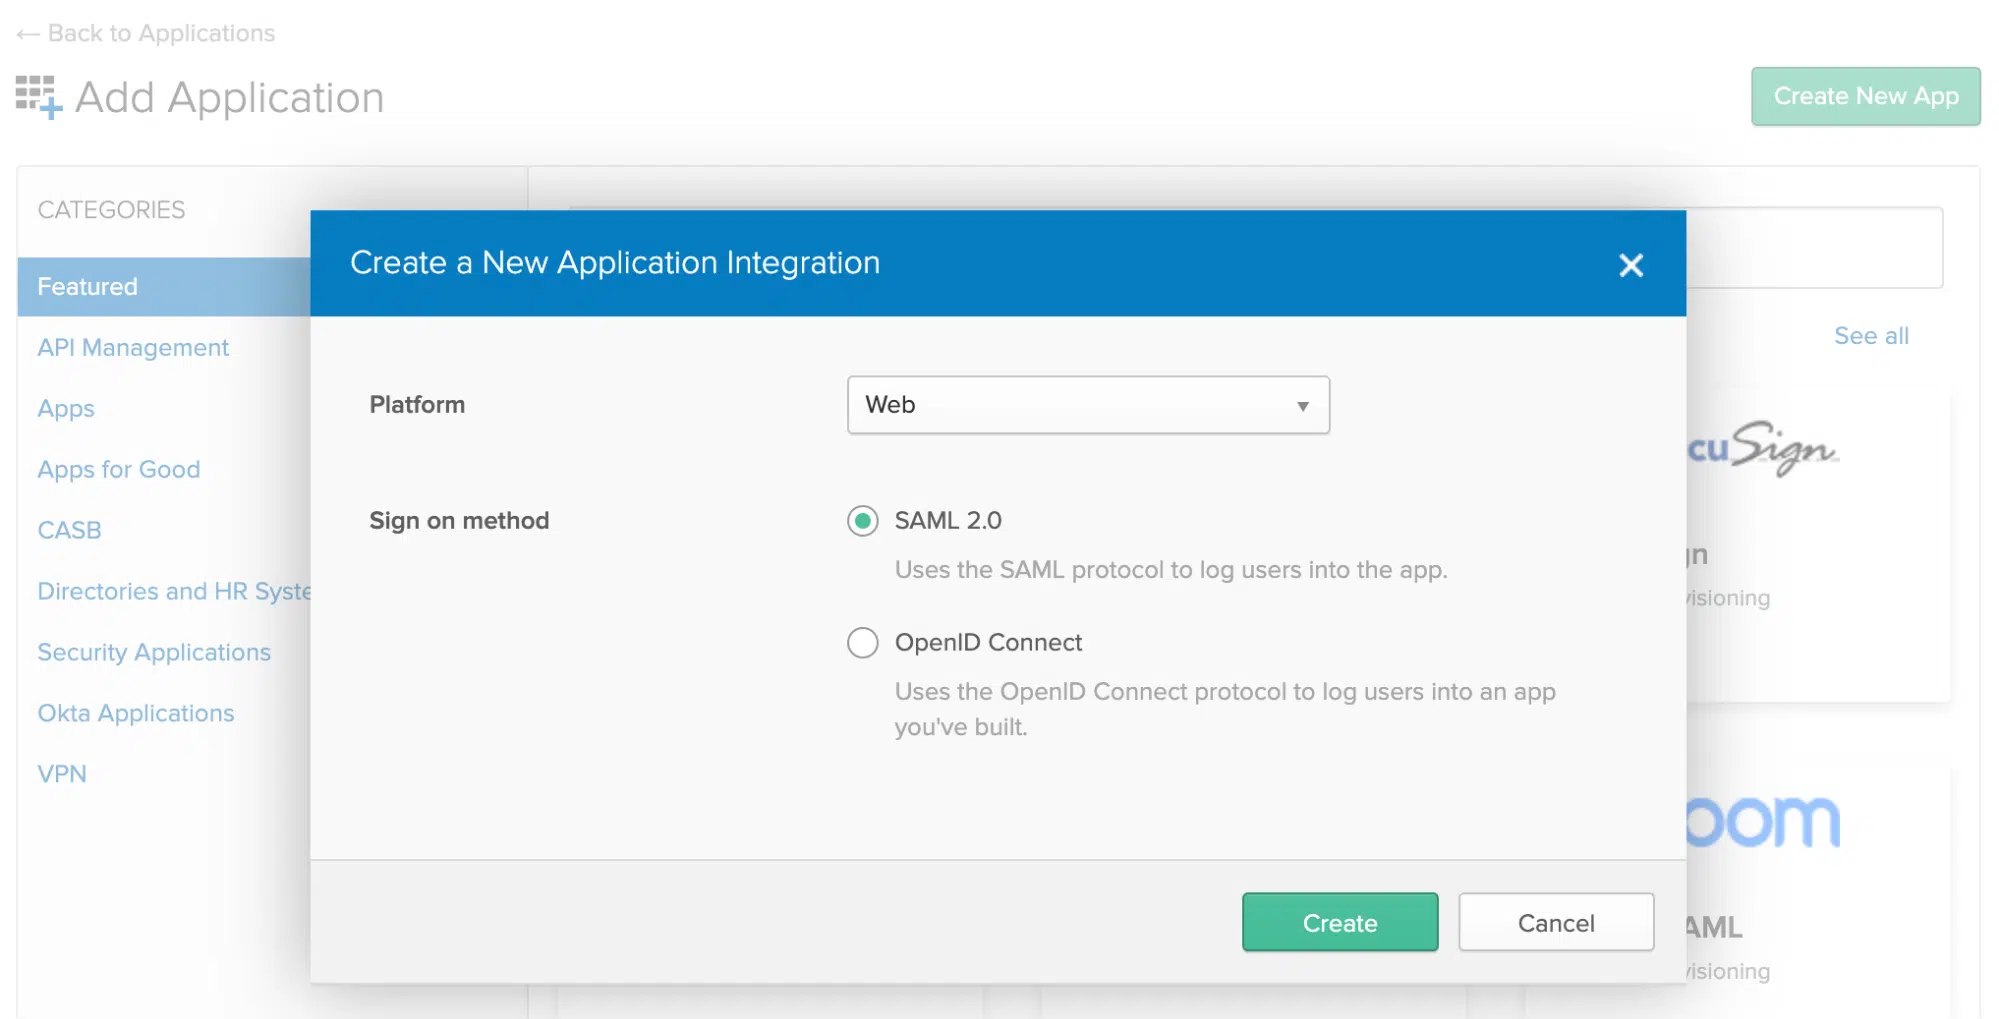 ← Back to Applications
Add Application
Create New App
CATEGORIES
Featured
API Management
Apps
Apps for Good
CASB
Directories and HR Syste
Security Applications
Okta Applications
VPN
Create a New Application Integration
Platform
Web
Sign on method
SAML 2.0
Uses the SAML protocol to log users into the app.
OpenID Connect
Uses the OpenID Connect protocol to log users into an app
you've built.
Create
Cancel
See all
cuSign
gn
visioning
oom
AML
visioning